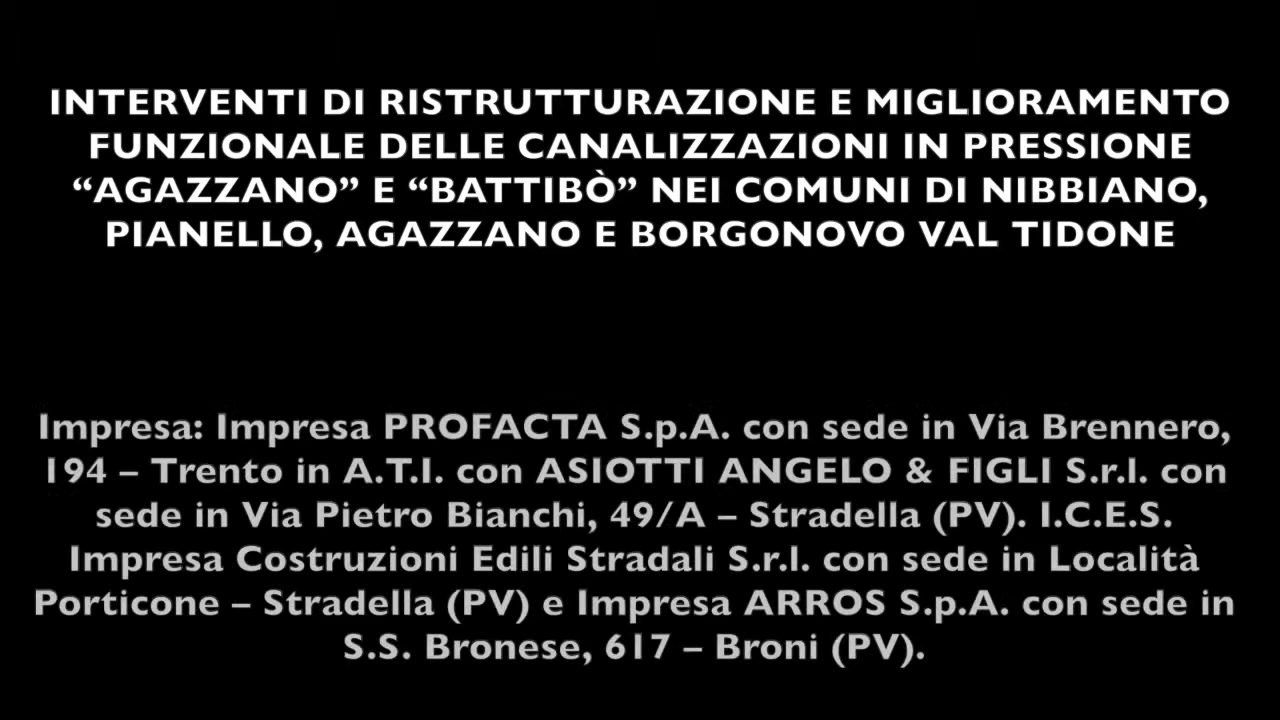 INTERVENTI DI RISTRUTTURAZIONE E MIGLIORAMENTO
FUNZIONALE DELLE CANALIZZAZIONI IN PRESSIONE
“AGAZZANO” E “BATTIBÒ” NEI COMUNI DI NIBBIANO,
PIANELLO, AGAZZANO E BORGONOVO VAL TIDONE
Impresa: Impresa PROFACTA S.p.A. con sede in Via Brennero,
194 – Trento in A.T.I. con ASIOTTI ANGELO & FIGLI S.r.l. con
sede in Via Pietro Bianchi, 49/A – Stradella (PV). I.C.E.S.
Impresa Costruzioni Edili Stradali S.r.l. con sede in Località
Porticone – Stradella (PV) e Impresa ARROS S.p.A. con sede in
S.S. Bronese, 617 – Broni (PV).